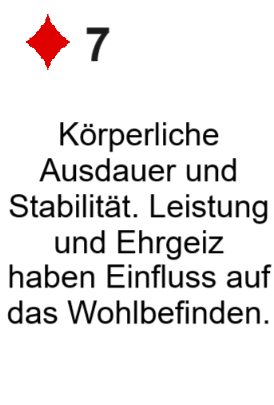 ♦ 7
Körperliche
Ausdauer und
Stabilität. Leistung
und Ehrgeiz
haben Einfluss auf
das Wohlbefinden.